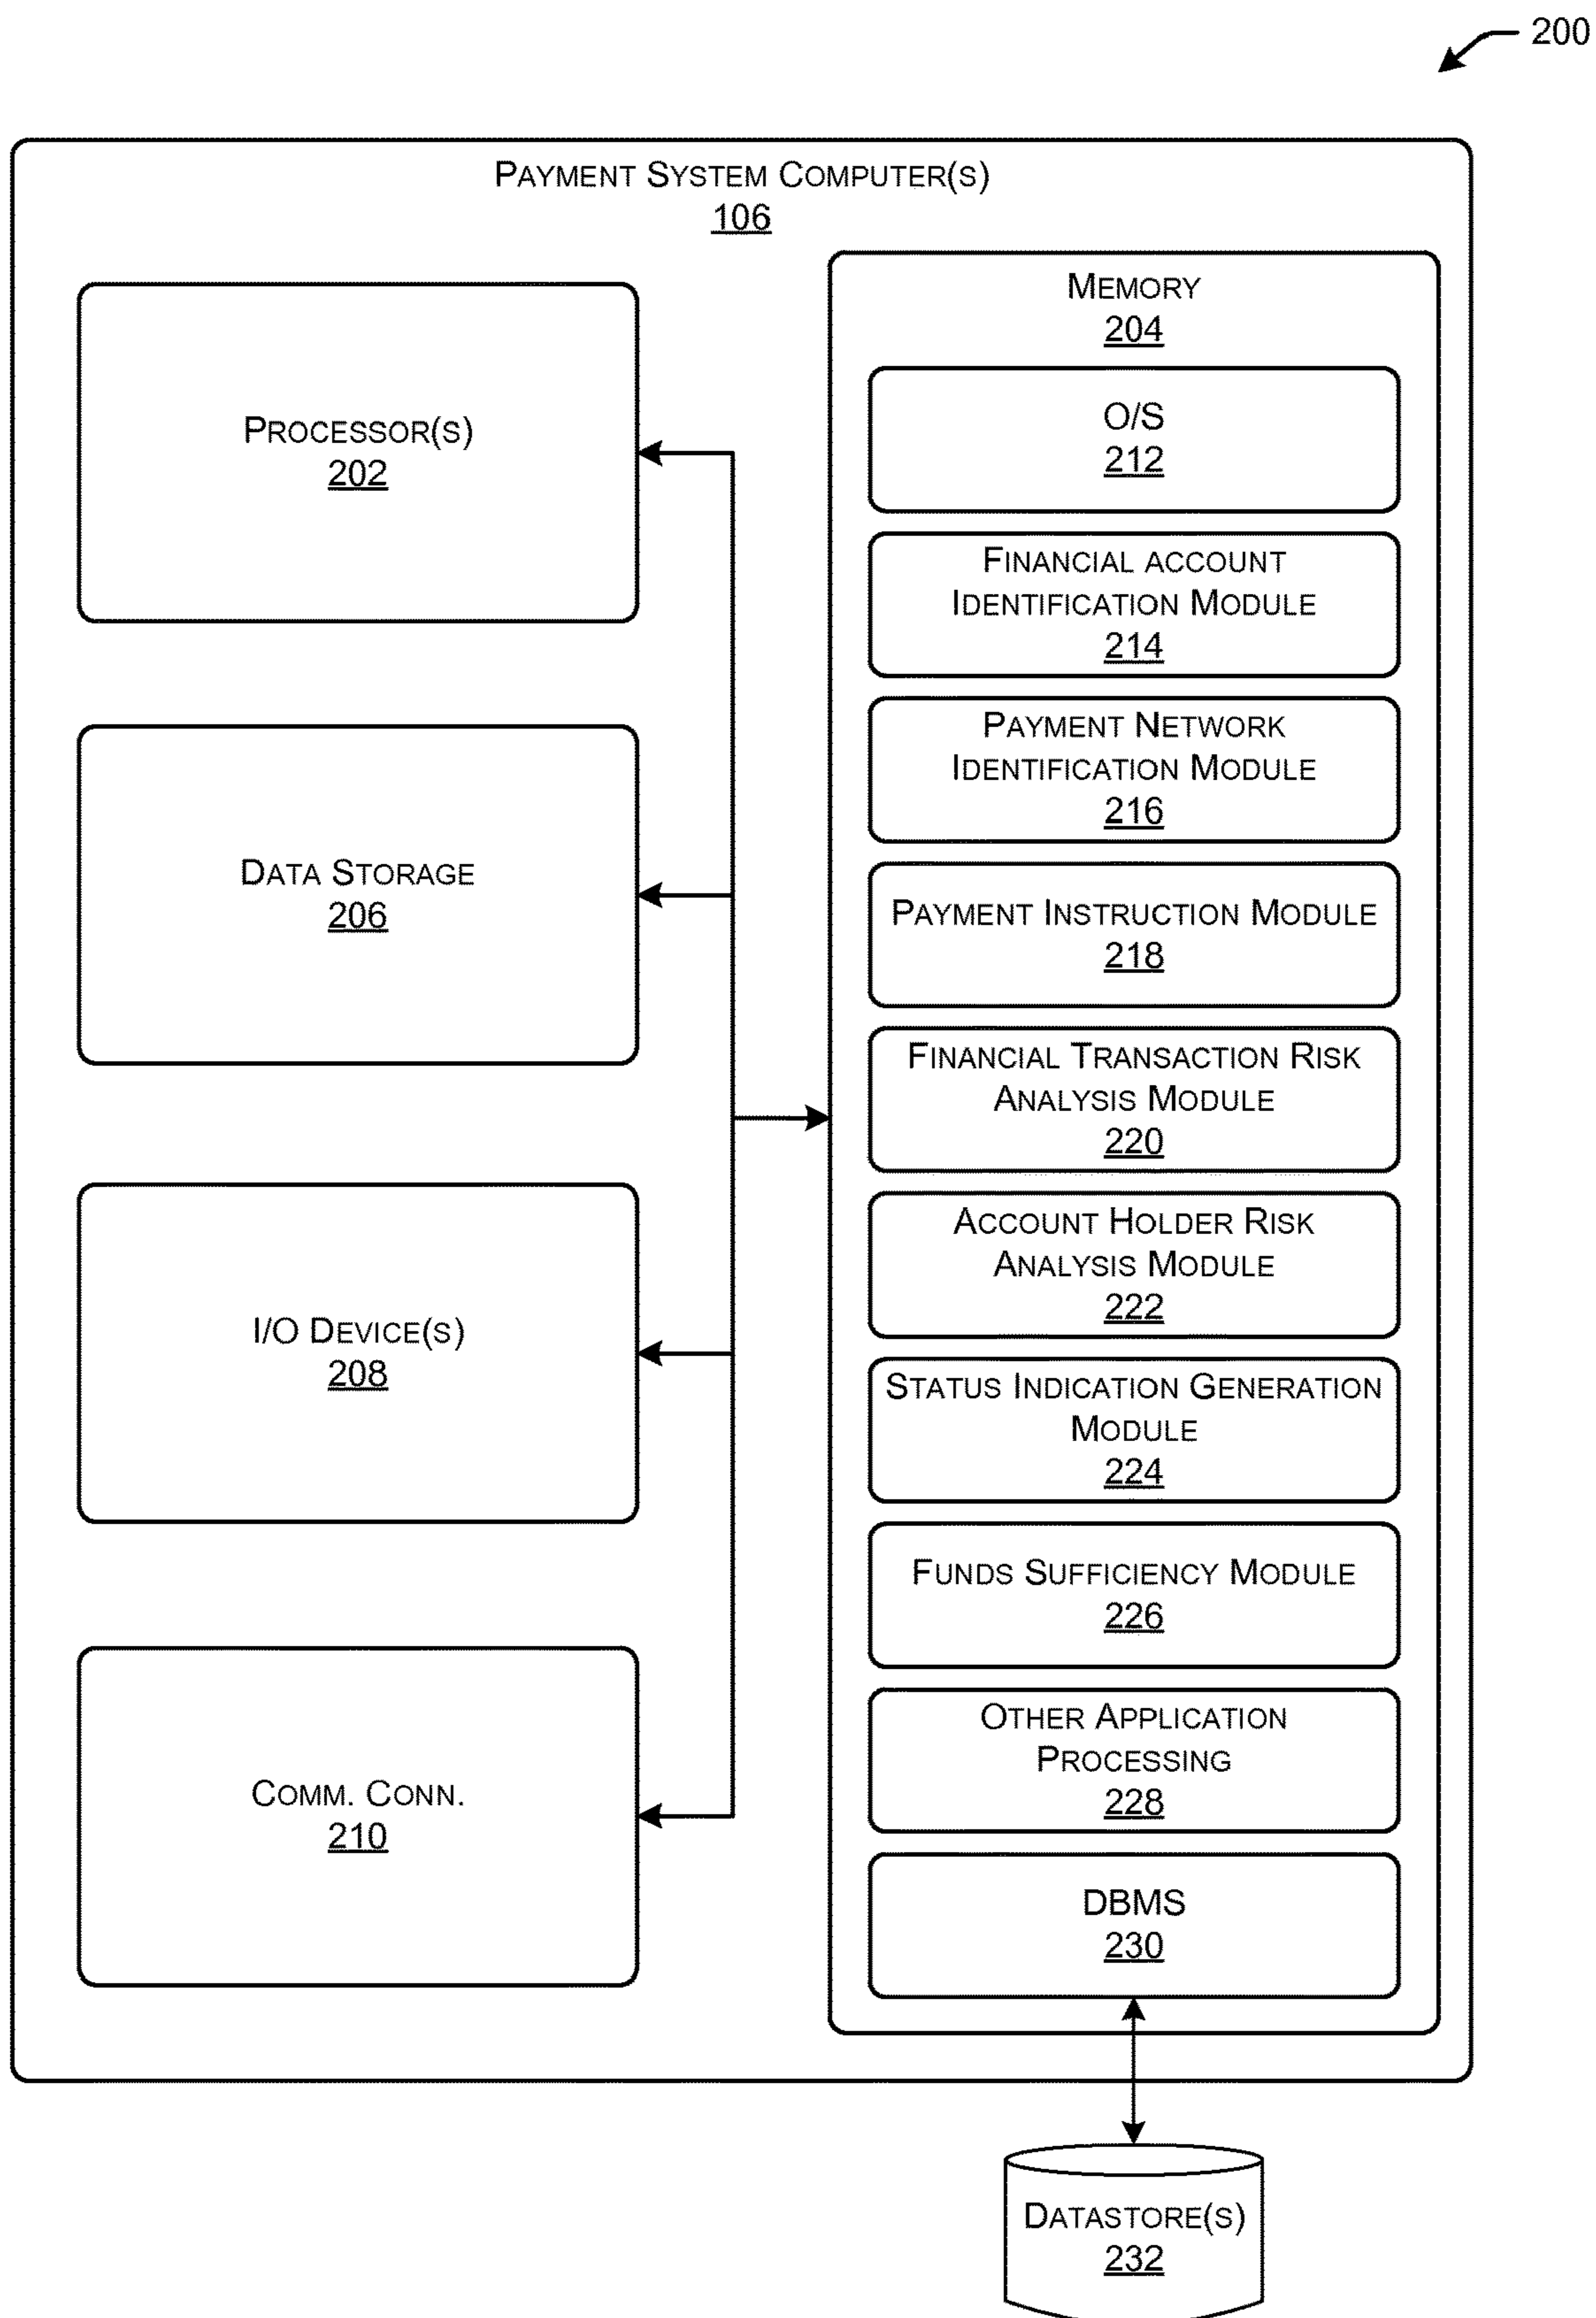 200
PAYMENT SYSTEM COMPUTER(S)
106
PROCESSOR(S)
202
DATA STORAGE
206
I/O DEVICE(S)
208
COMM. CONN.
210
MEMORY
204
O/S
212
FINANCIAL ACCOUNT
IDENTIFICATION MODULE
214
PAYMENT NETWORK
IDENTIFICATION MODULE
216
PAYMENT INSTRUCTION MODULE
218
FINANCIAL TRANSACTION RISK
ANALYSIS MODULE
220
ACCOUNT HOLDER RISK
ANALYSIS MODULE
222
STATUS INDICATION GENERATION
MODULE
224
FUNDS SUFFICIENCY MODULE
226
OTHER APPLICATION
PROCESSING
228
DBMS
230
DATASTORE(S)
232